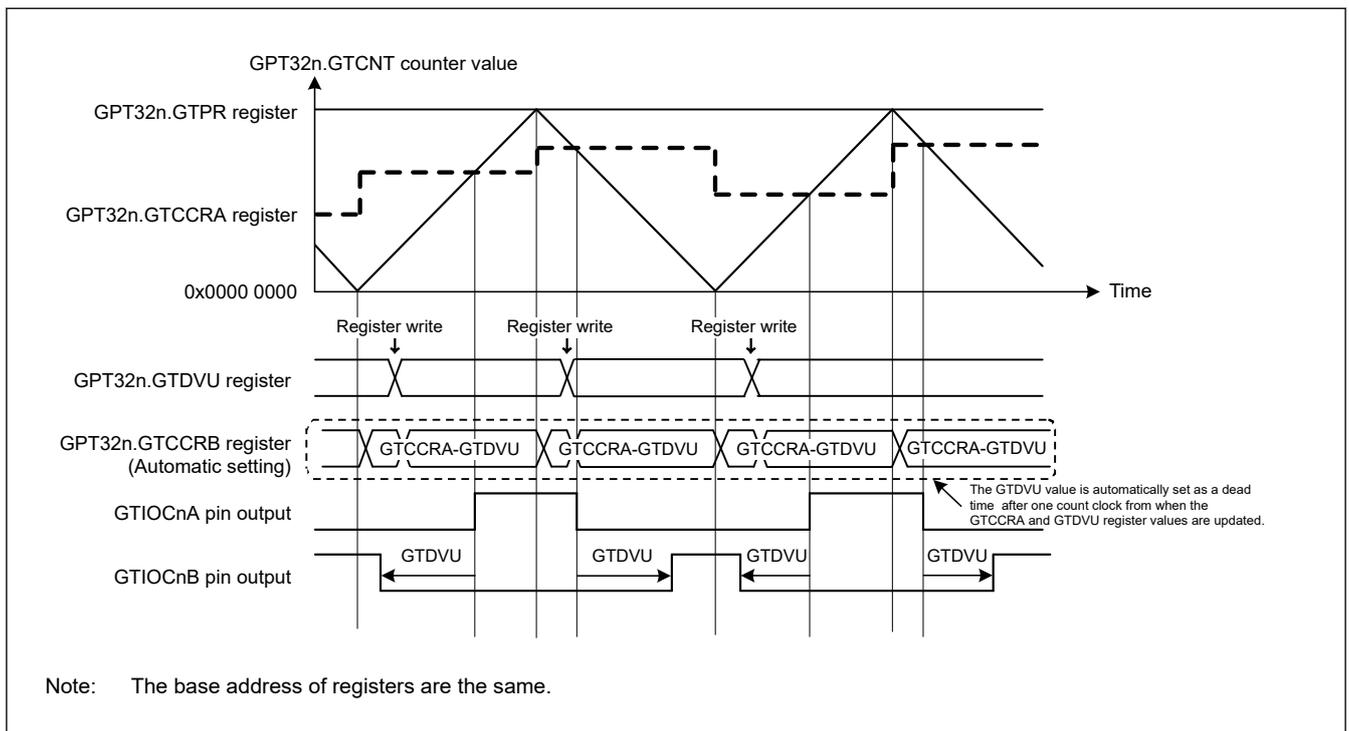 GPT32n.GTCNT counter value
GPT32n.GTPR register
GPT32n.GTCCRA register
0x0000 0000
Time
Register write
Register write
Register write
GPT32n.GTDVU register
GPT32n.GTCCRB register
(Automatic setting)
GTCCRA-GTDVU
GTCCRA-GTDVU
GTCCRA-GTDVU
GTCCRA-GTDVU
The GTDVU value is automatically set as a dead
time after one count clock from when the
GTCCRA and GTDVU register values are updated.
GTIOCnA pin output
GTIOCnB pin output
GTDVU
GTDVU
GTDVU
GTDVU
Note: The base address of registers are the same.